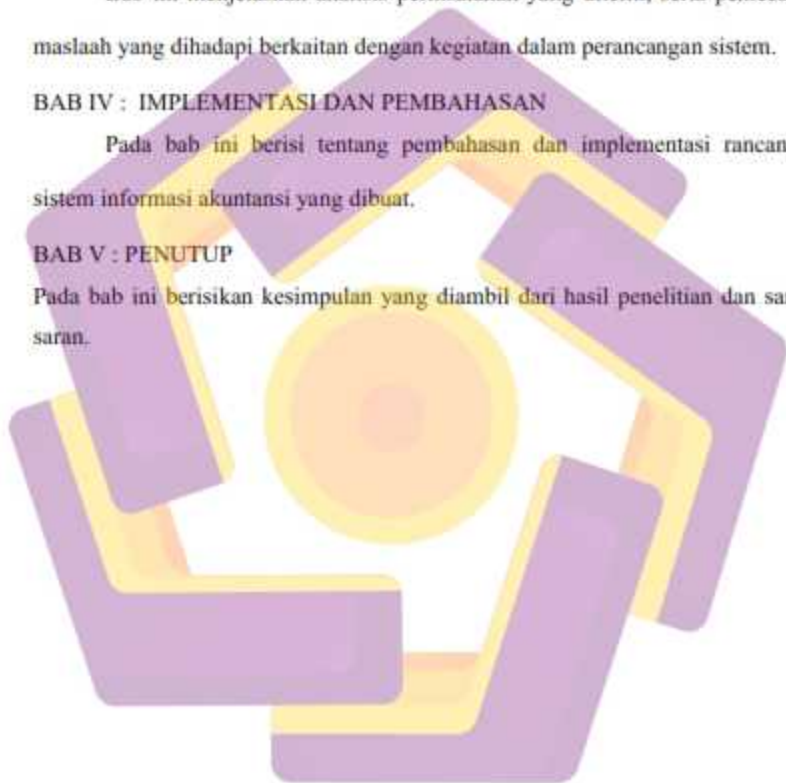 maslaah yang dihadapi berkaitan dengan kegiatan dalam perancangan sistem.
BAB IV : IMPLEMENTASI DAN PEMBAHASAN
Pada bab ini berisi tentang pembahasan dan implementasi rancan
sistem informasi akuntansi yang dibuat.
BAB V : PENUTUP
Pada bab ini berisikan kesimpulan yang diambil dari hasil penelitian dan sa
saran.